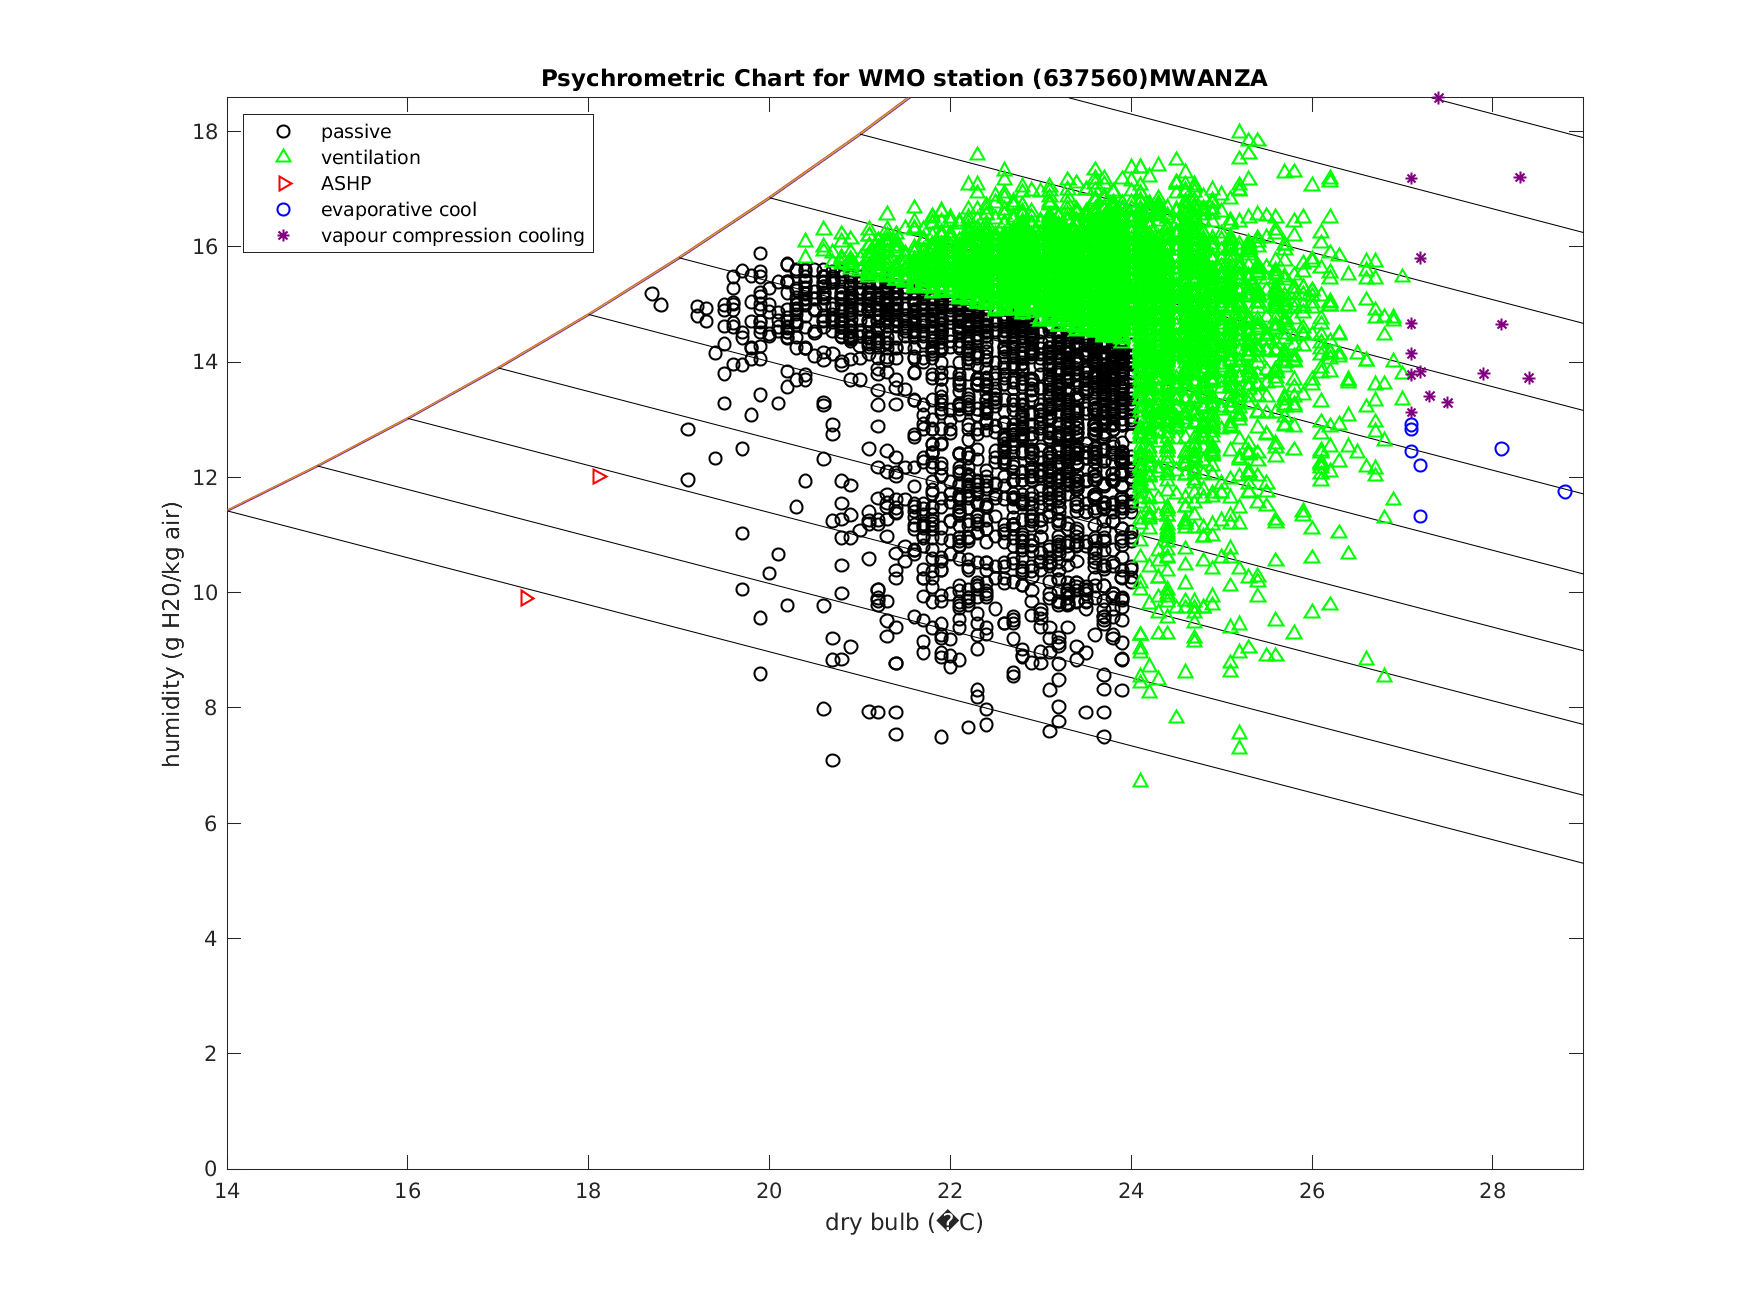 Psychrometric Chart for WMO station (637560)MWANZA
passive
ventilation
ASHP
evaporative cool
vapour compression cooling
humidity (g H20/kg air)
18
16
14
12
10
8
6
4
2
0
14 16 18 20 22 24 26 28
dry bulb (�C)